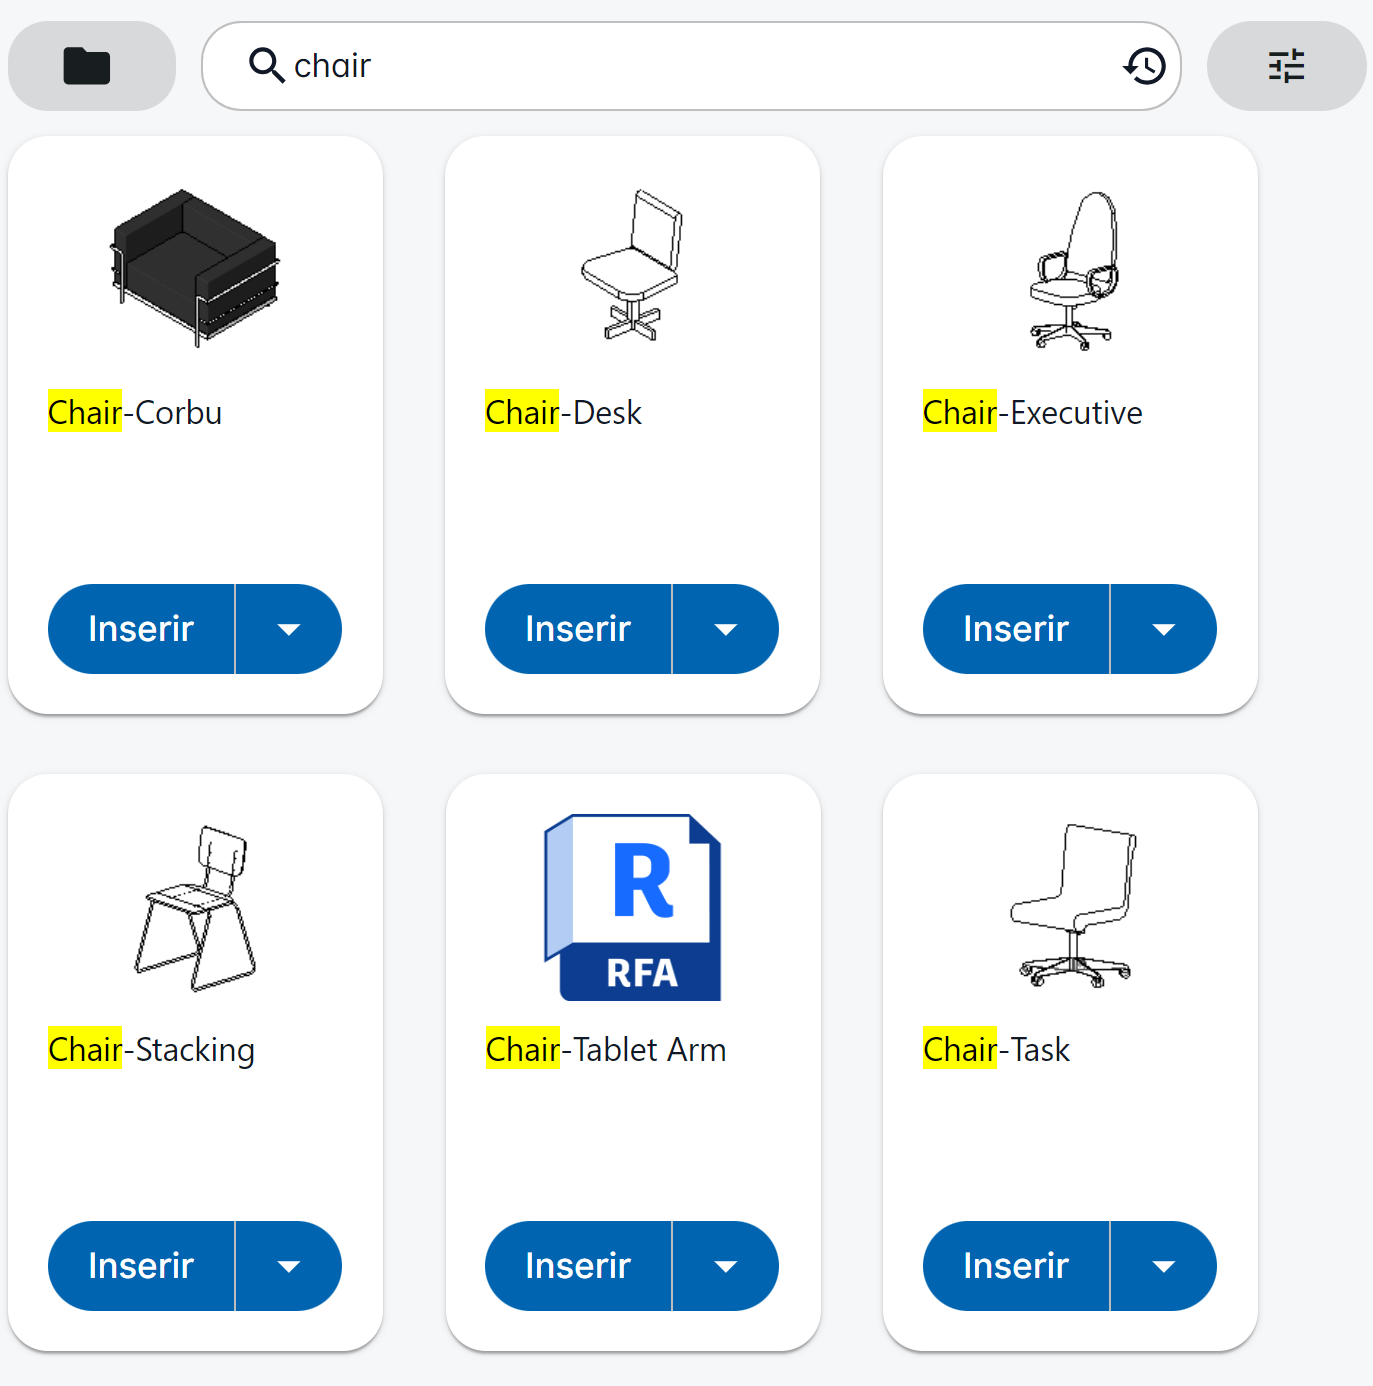 chair
Chair-Corbu
Chair-Desk
Chair-Executive
Inserir
Inserir
Inserir
R
RFA
Chair-Stacking
Chair-Tablet Arm
Chair-Task
Inserir
Inserir
Inserir